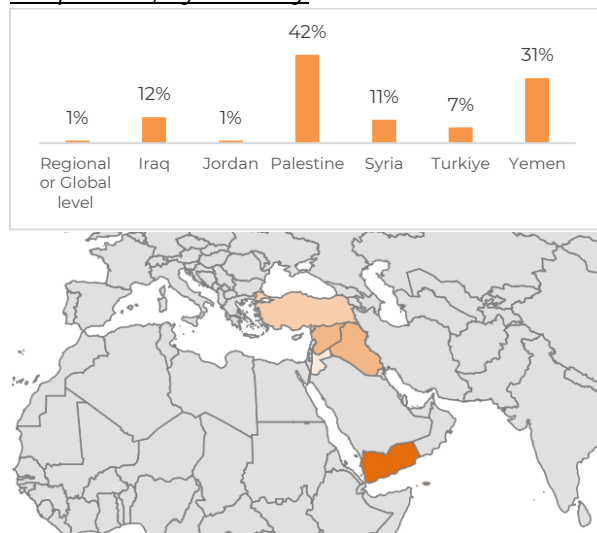 42%
31%
12%
11%
7%
1%
1%
Regional or Global level
Iraq
Jordan
Palestine
Syria
Turkiye
Yemen